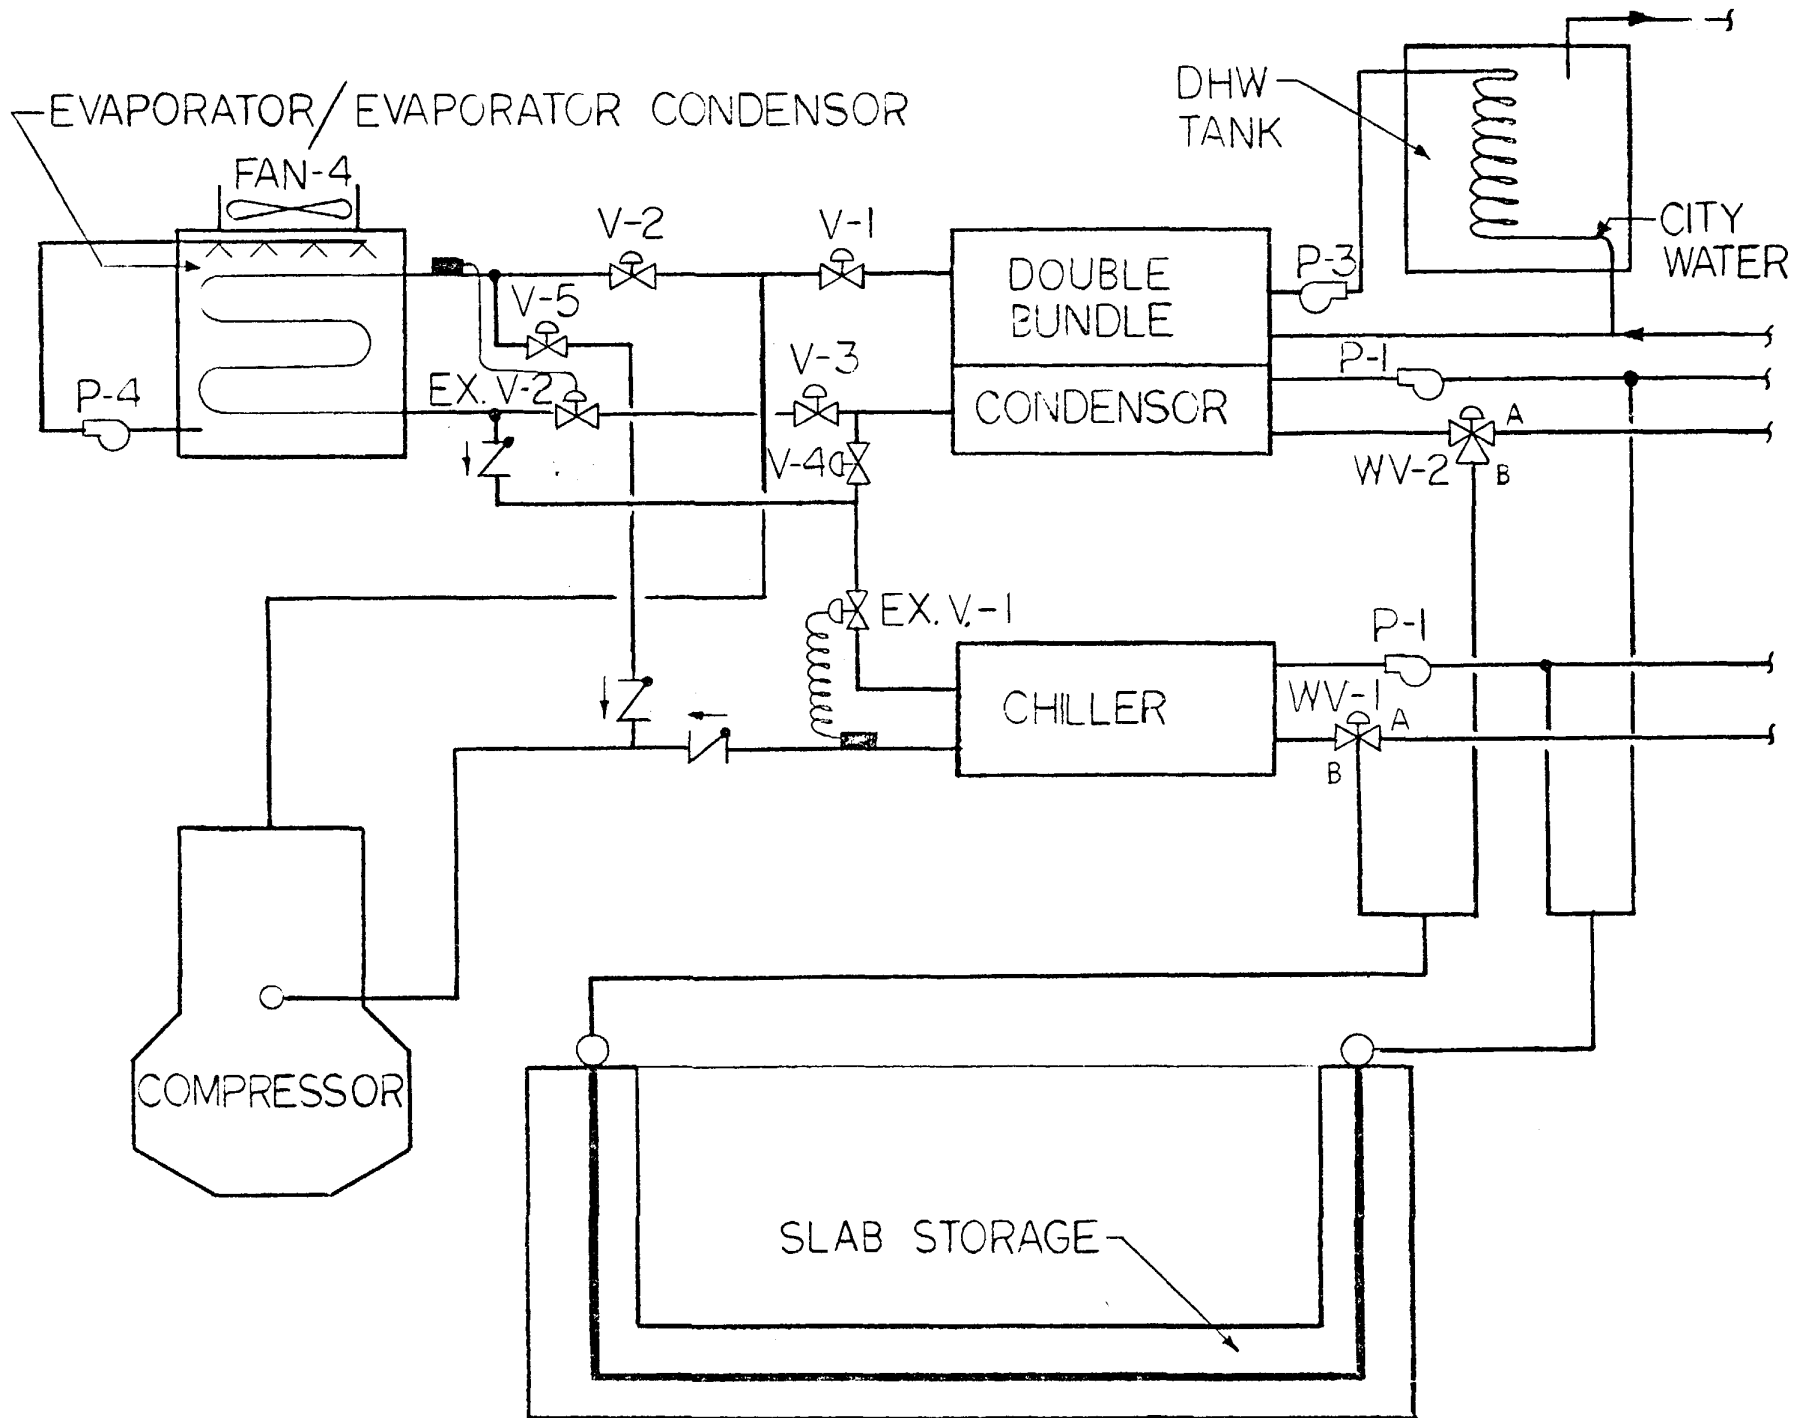 EVAPORATOR/EVAPORATOR CONDENSOR
DHW
TANK
FAN-4
V-2
V-1
CITY
WATER
DOUBLE
BUNDLE
P-3
V-5
V-3
P-1
P-4
EX. V-2
CONDENSOR
A
V-4
WV-2
B
EX. V.-1
P-1
CHILLER
WV-1
A
B
COMPRESSOR
SLAB STORAGE